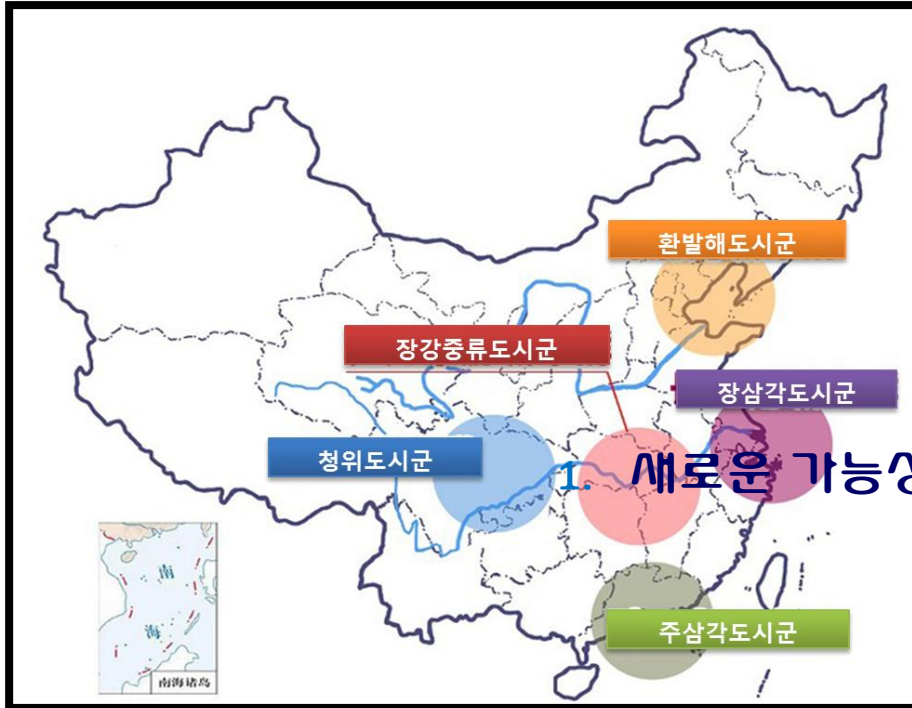 환발해도시군
장강중류도시군
장삼각도시군
청위도시군
1. 새로운 가능성
주삼각도시군
南
海
南海诸岛